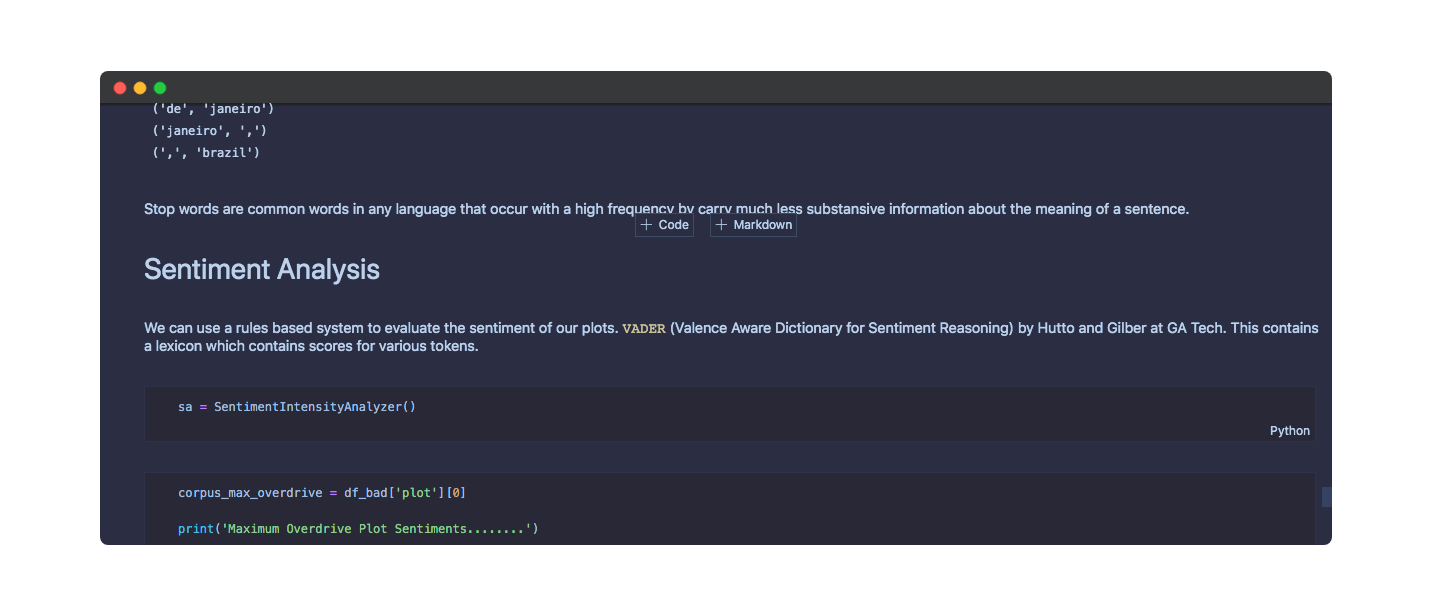 ('de', 'janeiro')
('janeiro', ',')
(',', 'brazil')
Stop words are common words in any language that occur with a high frequency by carry much less substansive information about the meaning of a sentence.
+ Code + Markdown
Sentiment Analysis
We can use a rules based system to evaluate the sentiment of our plots. VADER (Valence Aware Dictionary for Sentiment Reasoning) by Hutto and Gilber at GA Tech. This contains
a lexicon which contains scores for various tokens.
sa = SentimentIntensityAnalyzer()
Python
corpus_max_overdrive = df_bad['plot'][0]
print('Maximum Overdrive Plot Sentiments........')